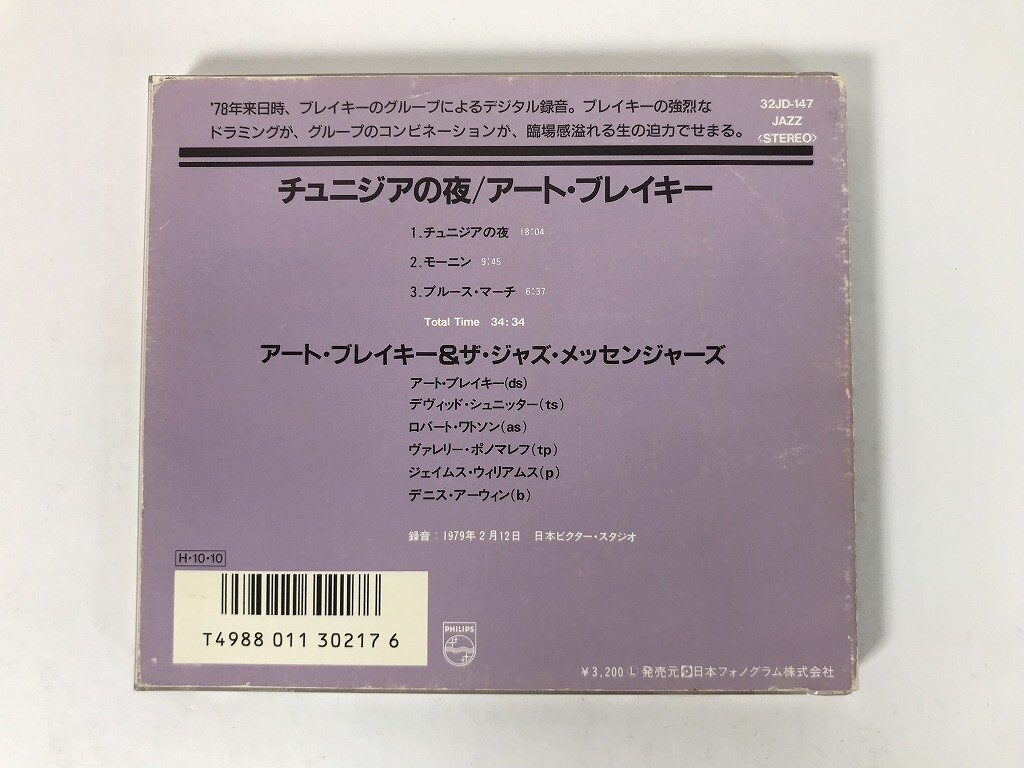 '78年来日時、ブレイキーのグループによるデジタル録音。ブレイキーの強烈な
ドラミングが、グループのコンビネーションが、臨場感溢れる生の迫力でせまる。
32JD-147
JAZZ
〈STEREO〉
チュニジアの夜/アート・ブレイキー
1.チュニジアの夜 18:04
2.モーニン 9:45
3.ブルース・マーチ 6:37
Total Time 34:34
アート・ブレイキー&ザ・ジャズ・メッセンジャーズ
アート・ブレイキー(ds)
デヴィッド・シュニッター(ts)
ロバート・ワトソン(as)
ヴァレリー・ポノマレフ(tp)
ジェイムス・ウィリアムス(p)
デニス・アーウィン(b)
録音：1979年2月12日 日本ビクター・スタジオ
H・10・10
T4988 011 30217 6
PHILIPS
¥3,200 Ⓛ 発売元 P 日本フォノグラム株式会社